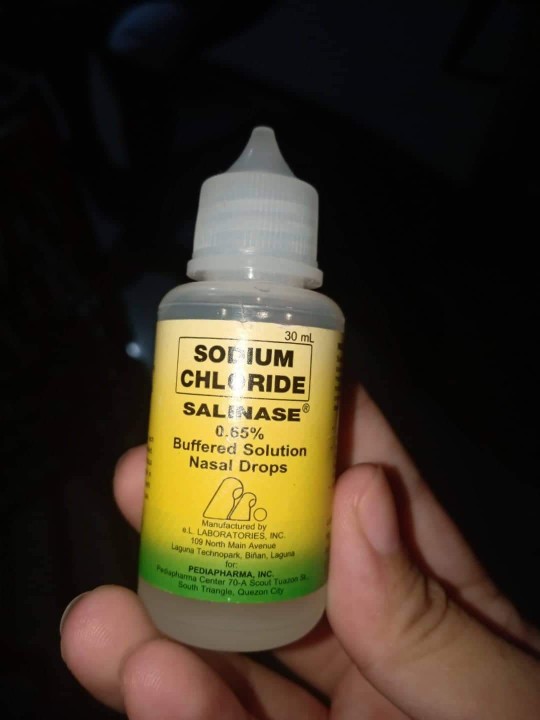 30 mL
SODIUM
CHLORIDE
SALINASE®
0.65%
Buffered Solution
Nasal Drops
Manufactured by
e.L. LABORATORIES, INC.
109 North Main Avenue
Laguna Technopark, Biñan, Laguna
for:
PEDIAPHARMA, INC.
Pediapharma Center 70-A Scout Tuazon St.,
South Triangle, Quezon City